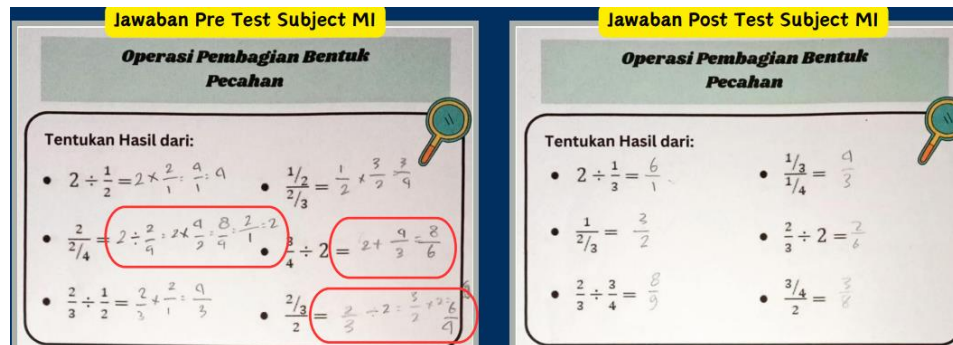 Jawaban Pre Test Subject MI
Operasi Pembagian Bentuk
Pecahan
Tentukan Hasil dari:
• 2 ÷ 1/2 = 2 × 2/1 : 4/1 : 4
• (1/2)/(2/3) = 1/2 × 3/2 = 3/4
• 2/(2/4) = 2 ÷ 2/4 : 2 × 4/2 = 8/4 = 2/1 = 2
• 3/4 ÷ 2 = 2 + 4/3 = 8/6
• 2/3 ÷ 1/2 = 2/3 × 2/1 : 4/3
• (2/3)/2 = 2/3 ÷ 2 = 3/2 × 2 = 6/4
Jawaban Post Test Subject MI
Operasi Pembagian Bentuk
Pecahan
Tentukan Hasil dari:
• 2 ÷ 1/3 = 6/1
• (1/3)/(1/4) = 4/3
• 1/(2/3) = 3/2
• 2/3 ÷ 2 = 2/6
• 2/3 ÷ 3/4 = 8/9
• (3/4)/2 = 3/8